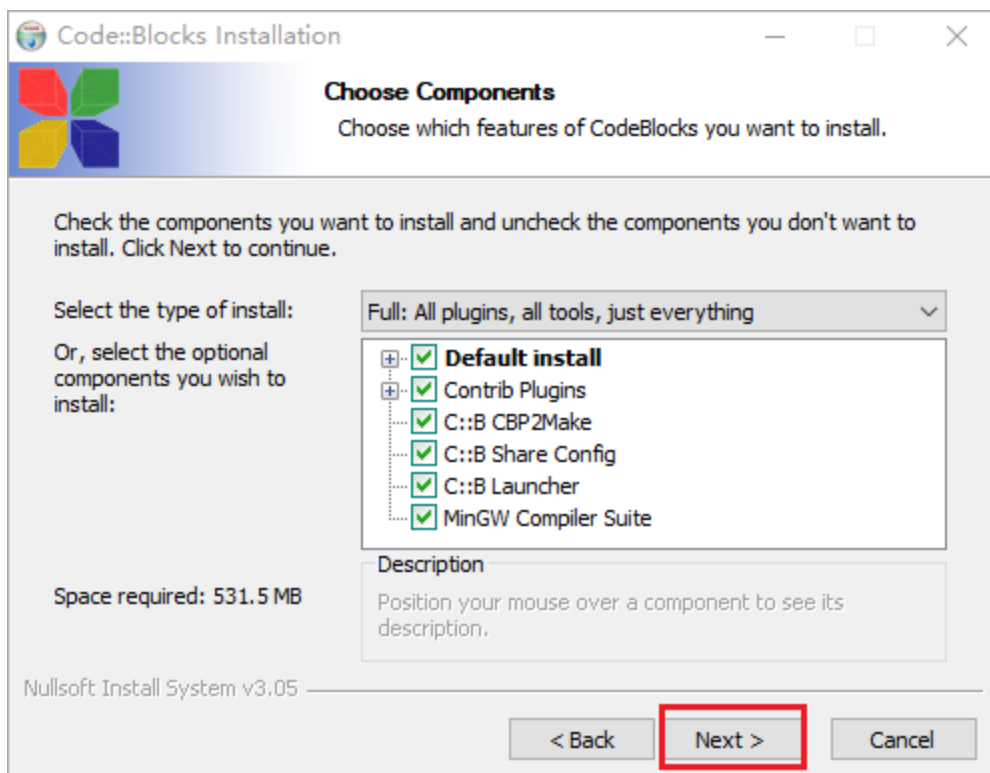 Code::Blocks Installation
Choose Components
Choose which features of CodeBlocks you want to install.
Check the components you want to install and uncheck the components you don't want to
install. Click Next to continue.
Select the type of install:
Full: All plugins, all tools, just everything
Or, select the optional
components you wish to
install:
Default install
Contrib Plugins
C::B CBP2Make
C::B Share Config
C::B Launcher
MinGW Compiler Suite
Space required: 531.5 MB
Description
Position your mouse over a component to see its
description.
Nullsoft Install System v3.05
< Back
Next >
Cancel